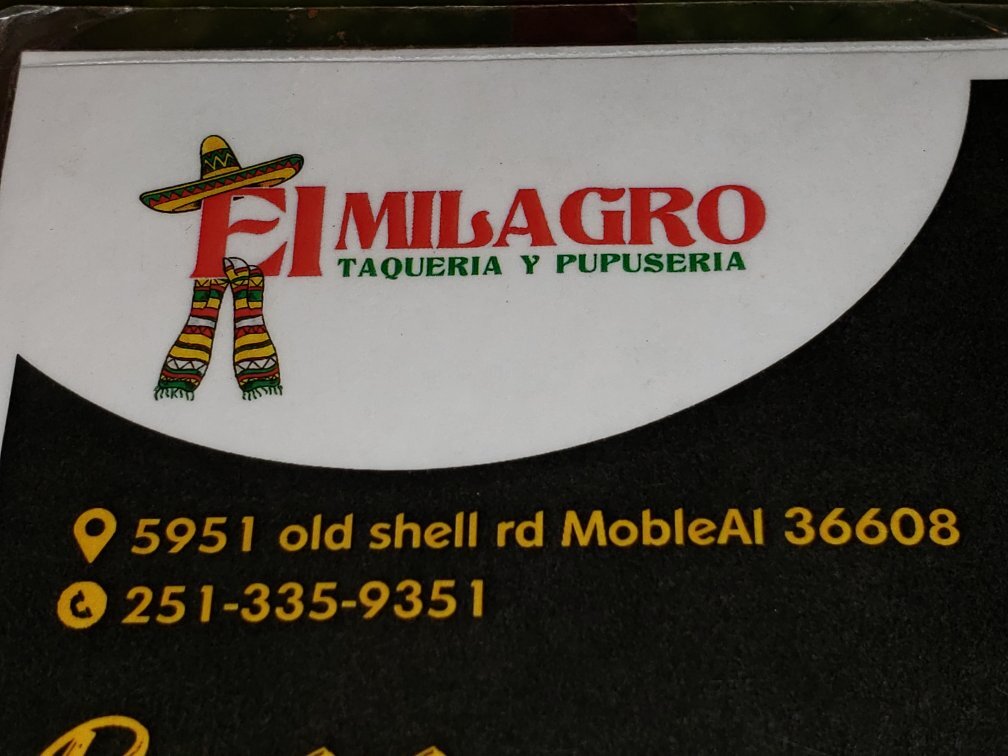 El MILAGRO
TAQUERIA Y PUPUSERIA
5951 old shell rd MobleAl 36608
251-335-9351